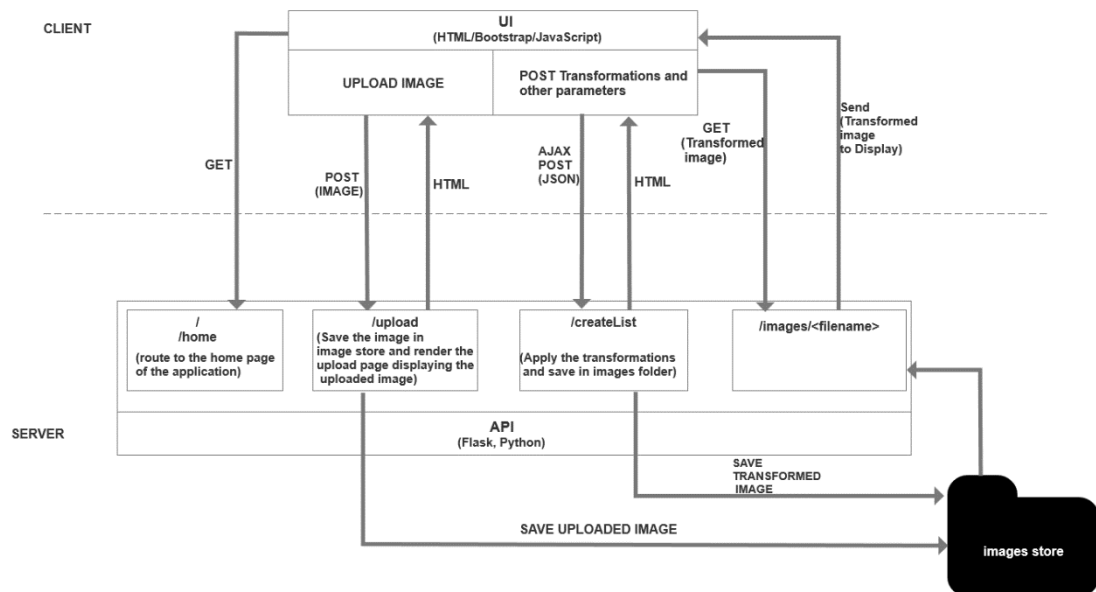 CLIENT
UI
(HTML/Bootstrap/JavaScript)
UPLOAD IMAGE
POST Transformations and
other parameters
GET
POST
(IMAGE)
HTML
AJAX
POST
(JSON)
HTML
GET
(Transformed
image)
Send
(Transformed
image
to Display)
/
/home
(route to the home page
of the application)
/upload
(Save the image in
image store and render the
upload page displaying the
uploaded image)
/createList
(Apply the transformations
and save in images folder)
/images/<filename>
SERVER
API
(Flask, Python)
SAVE
TRANSFORMED
IMAGE
SAVE UPLOADED IMAGE
images store